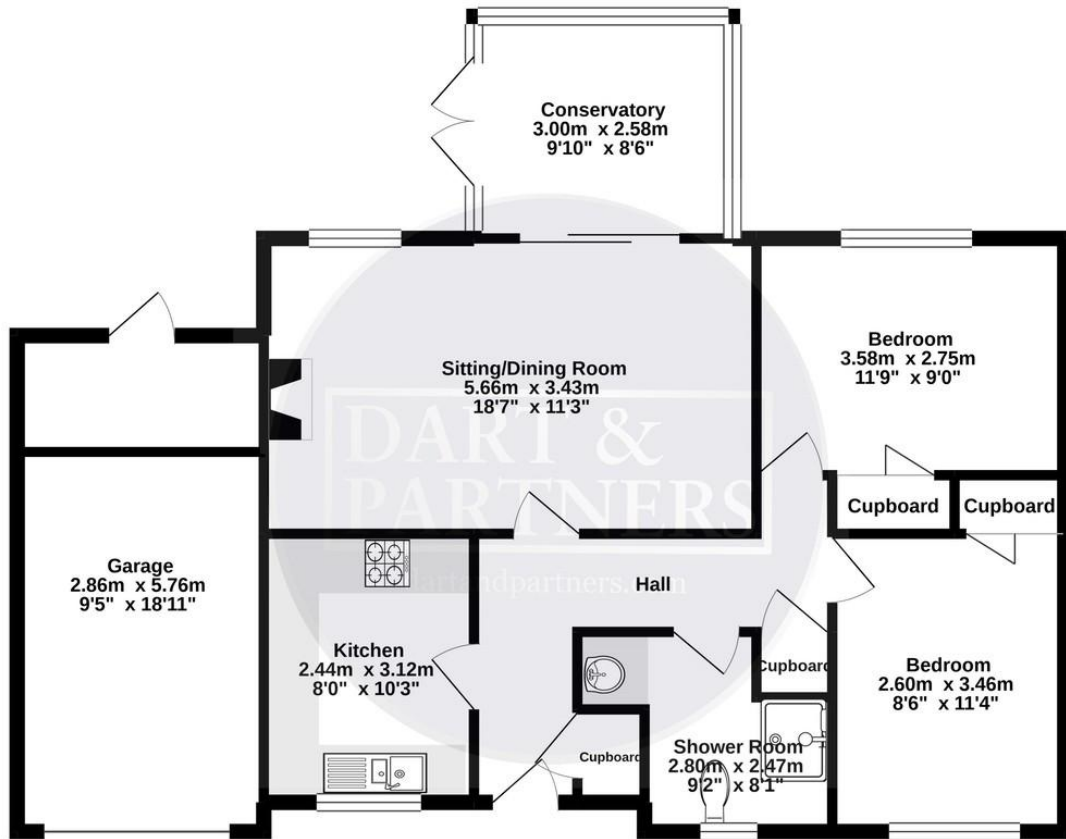 Conservatory
3.00m x 2.58m
9'10" x 8'6"
Sitting/Dining Room
5.66m x 3.43m
18'7" x 11'3"
Bedroom
3.58m x 2.75m
11'9" x 9'0"
DART &
PARTNERS
dartandpartners.com
Cupboard
Cupboard
Garage
2.86m x 5.76m
9'5" x 18'11"
Hall
Kitchen
2.44m x 3.12m
8'0" x 10'3"
Cupboard
Bedroom
2.60m x 3.46m
8'6" x 11'4"
Shower Room
2.80m x 2.47m
9'2" x 8'1"
Cupboard